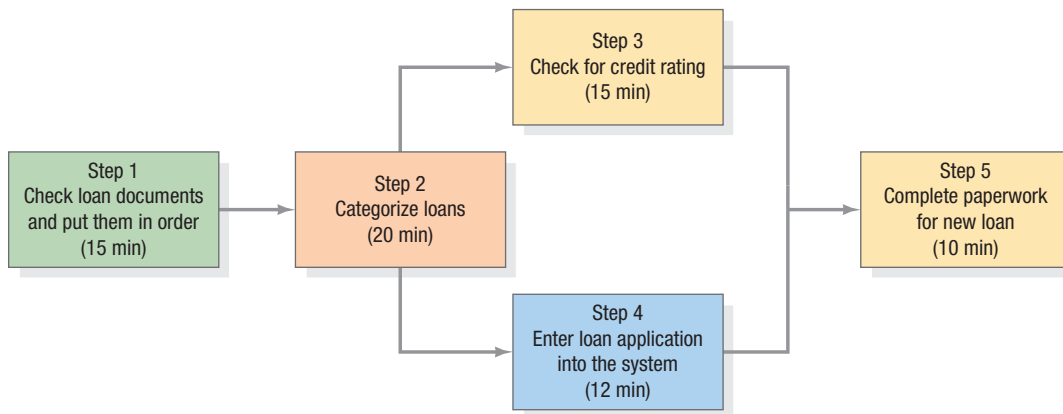 Step 1
Check loan documents
and put them in order
(15 min)
Step 2
Categorize loans
(20 min)
Step 3
Check for credit rating
(15 min)
Step 4
Enter loan application
into the system
(12 min)
Step 5
Complete paperwork
for new loan
(10 min)